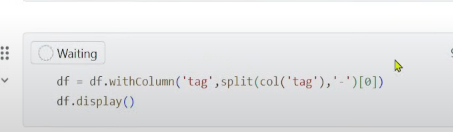 Waiting
df = df.withColumn('tag',split(col('tag'),'-')[0])
df.display()